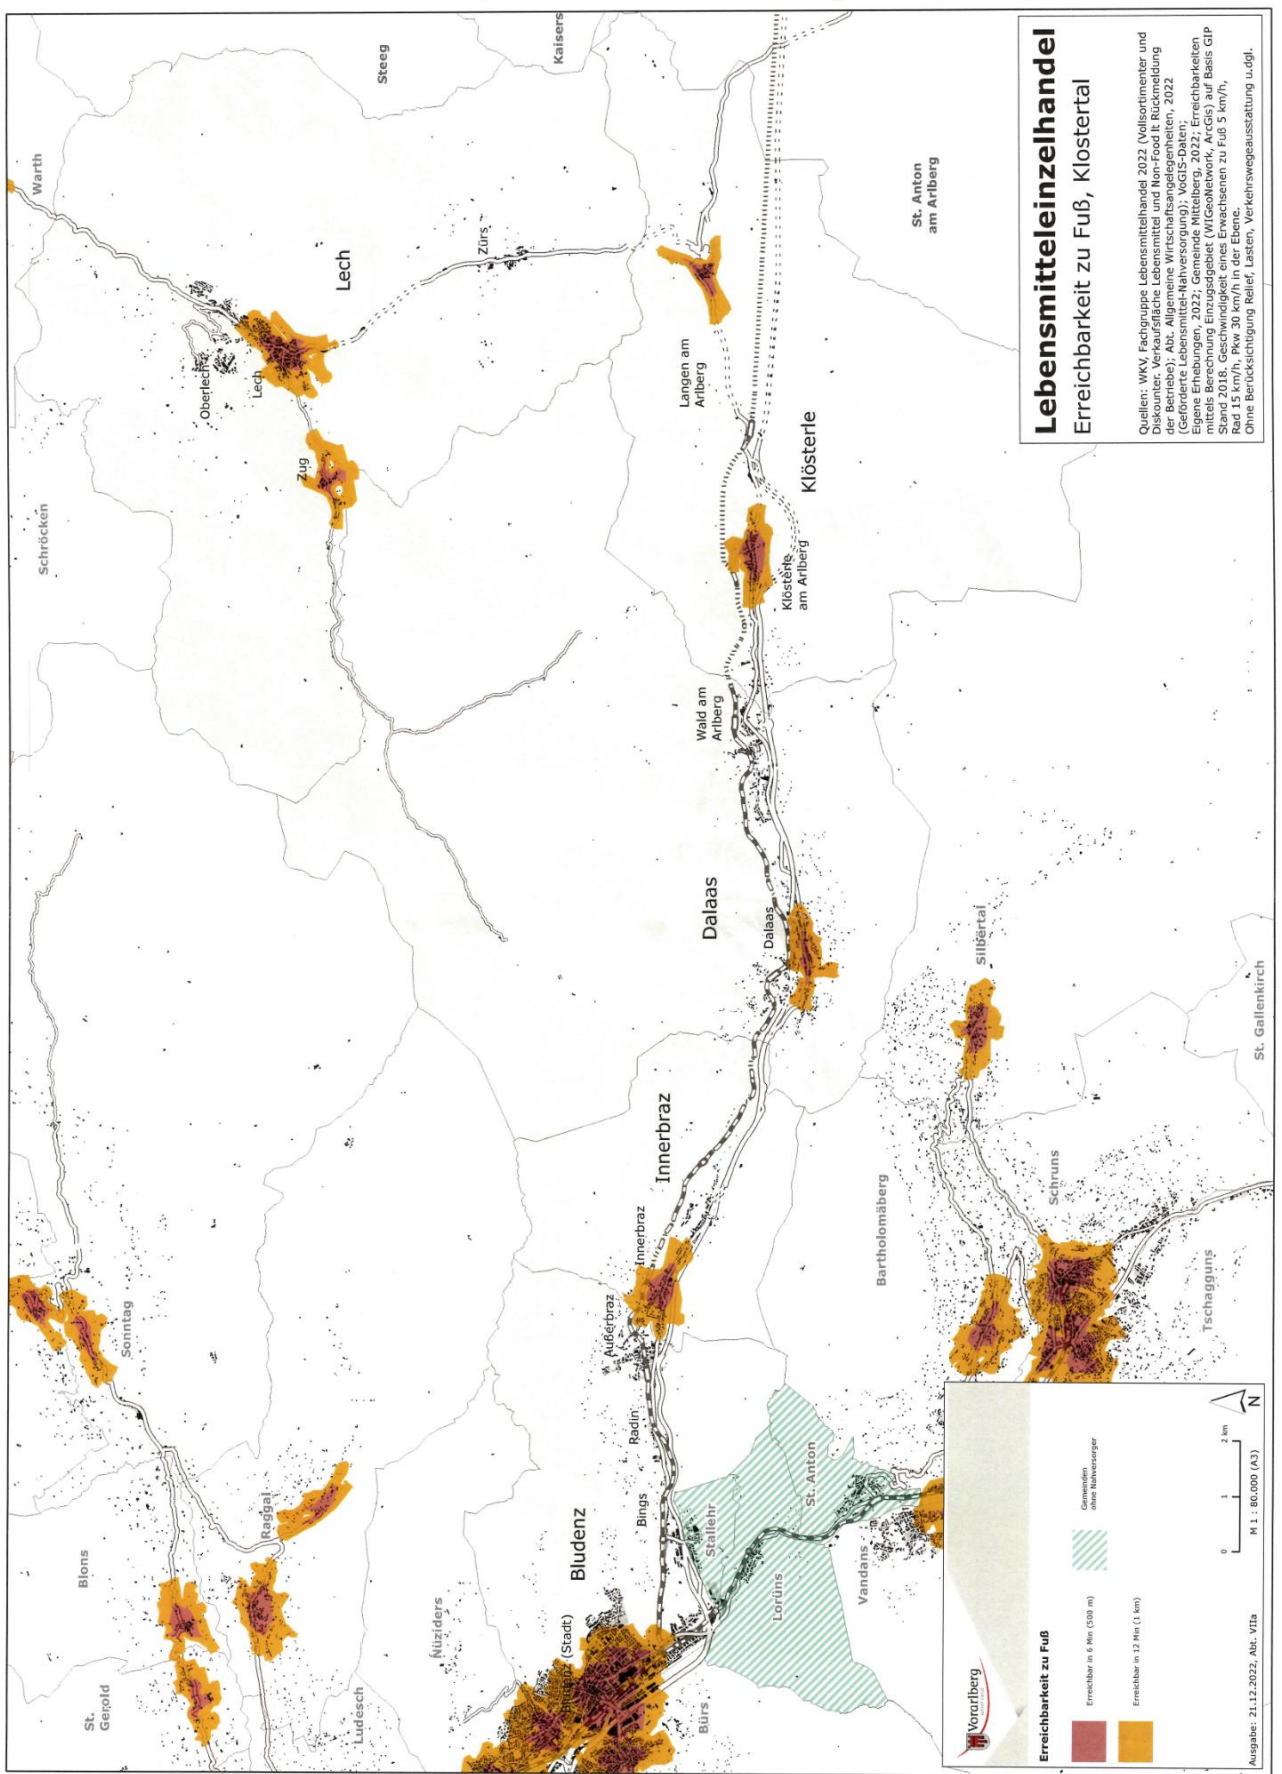 Lebensmitteleinzelhandel
Erreichbarkeit zu Fuß, Klostertal
Quellen: WKV, Fachgruppe Lebensmittelhandel 2022 (Vollsortimenter und
Diskounter, Verkaufsfläche Lebensmittel und Non-Food lt Rückmeldung
der Betriebe); Abt. Allgemeine Wirtschaftsangelegenheiten, 2022
(Geförderte Lebensmittel-Nahversorgung); VoGIS-Daten;
Eigene Erhebungen, 2022; Gemeinde Mittelberg, 2022; Erreichbarkeiten
mittels Berechnung Einzugsdgebiet (WIGeoNetwork, ArcGis) auf Basis GIP
Stand 2018. Geschwindigkeit eines Erwachsenen zu Fuß 5 km/h,
Rad 15 km/h, Pkw 30 km/h in der Ebene.
Ohne Berücksichtigung Relief, Lasten, Verkehrswegeausstattung u.dgl.
Warth
Steeg
Kaisers
Schröcken
Lech
Oberlech
Lech
Zug
Zürs
St. Anton
am Arlberg
Langen am
Arlberg
Klösterle
Klösterle
am Arlberg
Wald am
Arlberg
Dalaas
Dalaas
Silbertal
St. Gallenkirch
Innerbraz
Innerbraz
Außerbraz
Radin
Bings
Bartholomäberg
Schruns
Tschagguns
Sonntag
Raggal
Blons
St.
Gerold
Ludesch
Nüziders
Bludenz
Bludenz (Stadt)
Bürs
Stallehr
St. Anton
Lorüns
Vandans
Vorarlberg
Erreichbarkeit zu Fuß
Erreichbar in 6 Min (500 m)
Erreichbar in 12 Min (1 km)
Gemeinden
ohne Nahversorger
0 1 2 km
M 1 : 80.000 (A3)
N
Ausgabe: 21.12.2022, Abt. VIIa